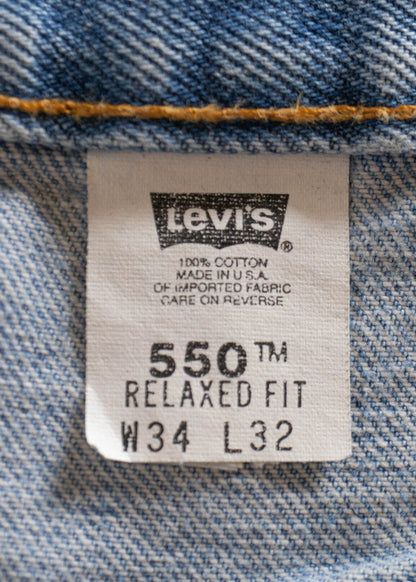 Levi's®
100% COTTON
MADE IN U.S.A.
OF IMPORTED FABRIC
CARE ON REVERSE
550™
RELAXED FIT
W34 L32